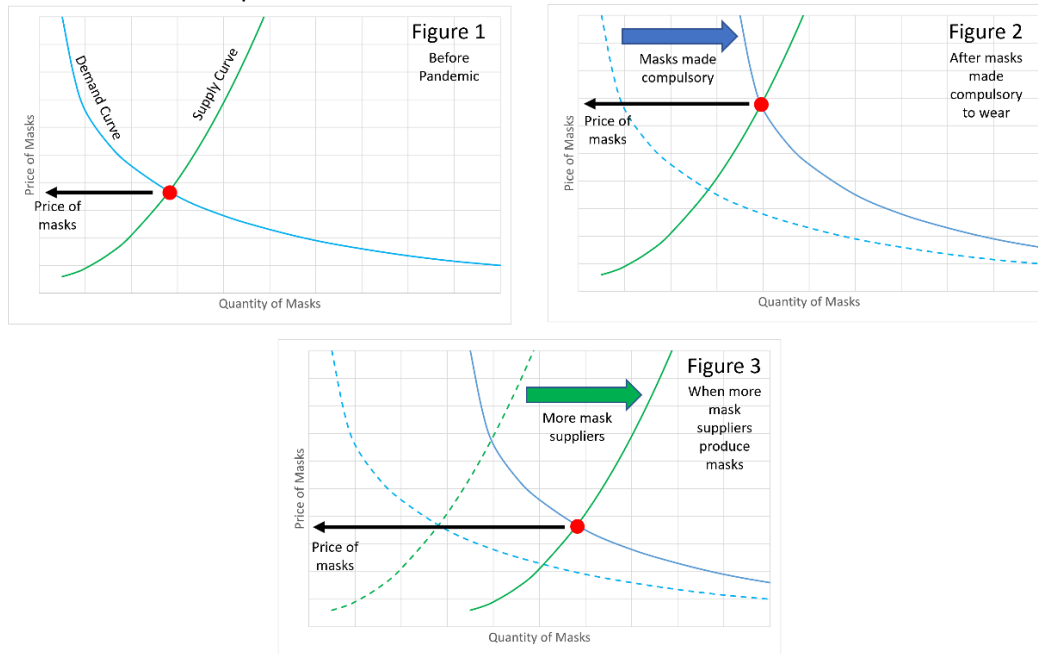 Figure 1
Before
Pandemic
Demand Curve
Supply Curve
Price of Masks
Price of
masks
Quantity of Masks
Figure 2
After masks
made
compulsory
to wear
Masks made
compulsory
Price of
masks
Pice of Masks
Quantity of Masks
Figure 3
When more
mask
suppliers
produce
masks
More mask
suppliers
Price of Masks
Price of
masks
Quantity of Masks